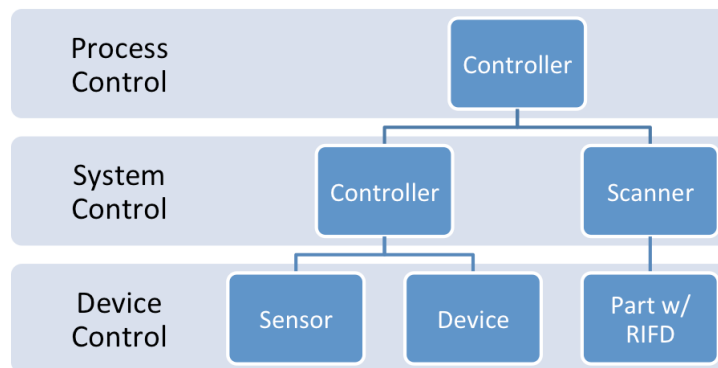 Process
Control
Controller
System
Control
Controller
Scanner
Device
Control
Sensor
Device
Part w/
RIFD